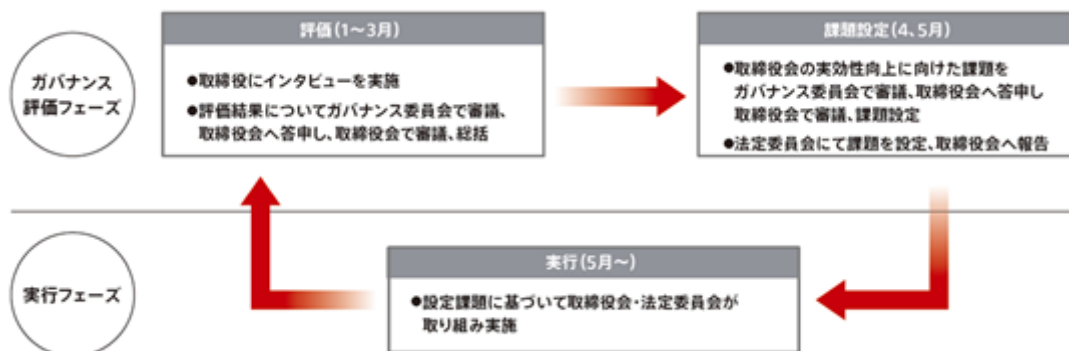 ガバナンス
評価フェーズ
評価(1～3月)
●取締役にインタビューを実施
●評価結果についてガバナンス委員会で審議、
取締役会へ答申し、取締役会で審議、総括
課題設定(4、5月)
●取締役会の実効性向上に向けた課題を
ガバナンス委員会で審議、取締役会へ答申し
取締役会で審議、課題設定
●法定委員会にて課題を設定、取締役会へ報告
実行フェーズ
実行(5月～)
●設定課題に基づいて取締役会・法定委員会が
取り組み実施